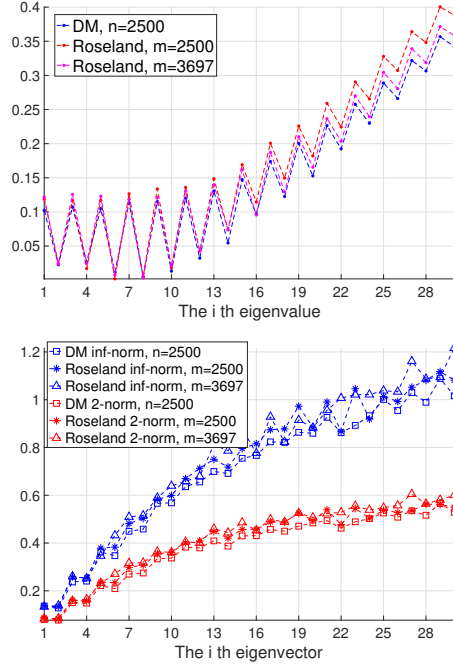 0.4
0.35
0.3
0.25
0.2
0.15
0.1
0.05
DM, n=2500
Roseland, m=2500
Roseland, m=3697
1 4 7 10 13 16 19 22 25 28
The i th eigenvalue
1.2
1
0.8
0.6
0.4
0.2
DM inf-norm, n=2500
Roseland inf-norm, m=2500
Roseland inf-norm, m=3697
DM 2-norm, n=2500
Roseland 2-norm, m=2500
Roseland 2-norm, m=3697
1 4 7 10 13 16 19 22 25 28
The i th eigenvector